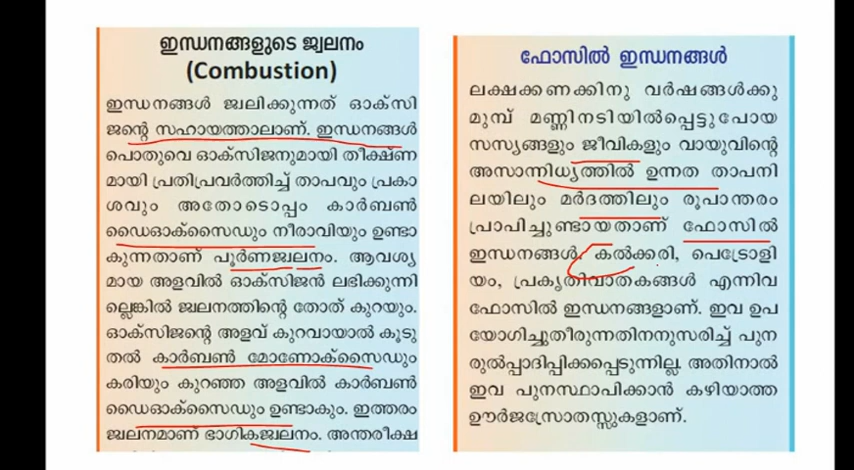 ഇന്ധനങ്ങളുടെ ജ്വലനം
(Combustion)
ഇന്ധനങ്ങൾ ജ്വലിക്കുന്നത് ഓക്സി
ജന്റെ സഹായത്താലാണ്. ഇന്ധനങ്ങൾ
പൊതുവെ ഓക്സിജനുമായി തീക്ഷ്ണ
മായി പ്രതിപ്രവർത്തിച്ച് താപവും പ്രകാ
ശവും അതോടൊപ്പം കാർബൺ
ഡൈഓക്സൈഡും നീരാവിയും ഉണ്ടാ
കുന്നതാണ് പൂർണജ്വലനം. ആവശ്യ
മായ അളവിൽ ഓക്സിജൻ ലഭിക്കുന്നി
ല്ലെങ്കിൽ ജ്വലനത്തിന്റെ തോത് കുറയും.
ഓക്സിജന്റെ അളവ് കുറവായാൽ കൂടു
തൽ കാർബൺ മോണോക്സൈഡും
കരിയും കുറഞ്ഞ അളവിൽ കാർബൺ
ഡൈഓക്സൈഡും ഉണ്ടാകും. ഇത്തരം
ജ്വലനമാണ് ഭാഗികജ്വലനം. അന്തരീക്ഷ
ഫോസിൽ ഇന്ധനങ്ങൾ
ലക്ഷക്കണക്കിനു വർഷങ്ങൾക്കു
മുമ്പ് മണ്ണിനടിയിൽപ്പെട്ടുപോയ
സസ്യങ്ങളും ജീവികളും വായുവിന്റെ
അസാന്നിധ്യത്തിൽ ഉന്നത താപനി
ലയിലും മർദത്തിലും രൂപാന്തരം
പ്രാപിച്ചുണ്ടായതാണ് ഫോസിൽ
ഇന്ധനങ്ങൾ. കൽക്കരി, പെട്രോളി
യം, പ്രകൃതിവാതകങ്ങൾ എന്നിവ
ഫോസിൽ ഇന്ധനങ്ങളാണ്. ഇവ ഉപ
യോഗിച്ചുതീരുന്നതിനനുസരിച്ച് പുന
രുൽപ്പാദിപ്പിക്കപ്പെടുന്നില്ല. അതിനാൽ
ഇവ പുനസ്ഥാപിക്കാൻ കഴിയാത്ത
ഊർജസ്രോതസ്സുകളാണ്.